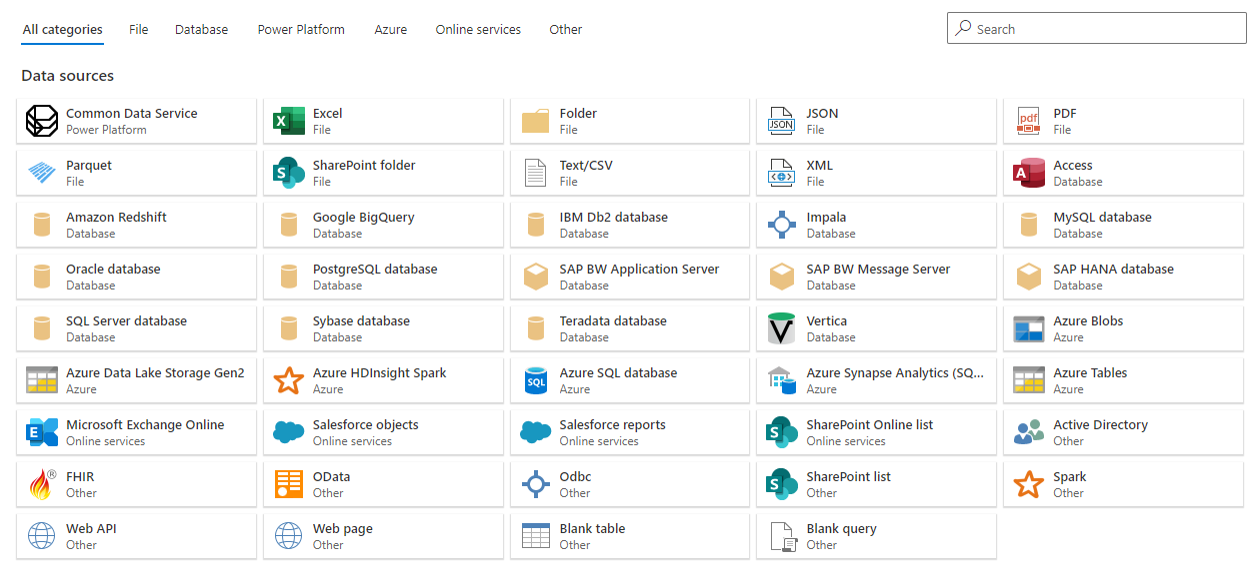 All categories File Database Power Platform Azure Online services Other Search
Data sources
Common Data Service
Power Platform
Excel
File
Folder
File
JSON
JSON
File
pdf
PDF
File
Parquet
File
S
SharePoint folder
File
Text/CSV
File
XML
File
A
Access
Database
Amazon Redshift
Database
Google BigQuery
Database
IBM Db2 database
Database
Impala
Database
MySQL database
Database
Oracle database
Database
PostgreSQL database
Database
SAP BW Application Server
Database
SAP BW Message Server
Database
SAP HANA database
Database
SQL Server database
Database
Sybase database
Database
Teradata database
Database
Vertica
Database
Azure Blobs
Azure
Azure Data Lake Storage Gen2
Azure
Azure HDInsight Spark
Azure
SQL
Azure SQL database
Azure
Azure Synapse Analytics (SQ...
Azure
Azure Tables
Azure
E
Microsoft Exchange Online
Online services
Salesforce objects
Online services
Salesforce reports
Online services
S
SharePoint Online list
Online services
Active Directory
Other
®
FHIR
Other
OData
Other
Odbc
Other
S
SharePoint list
Other
Spark
Other
Web API
Other
Web page
Other
Blank table
Other
Blank query
Other